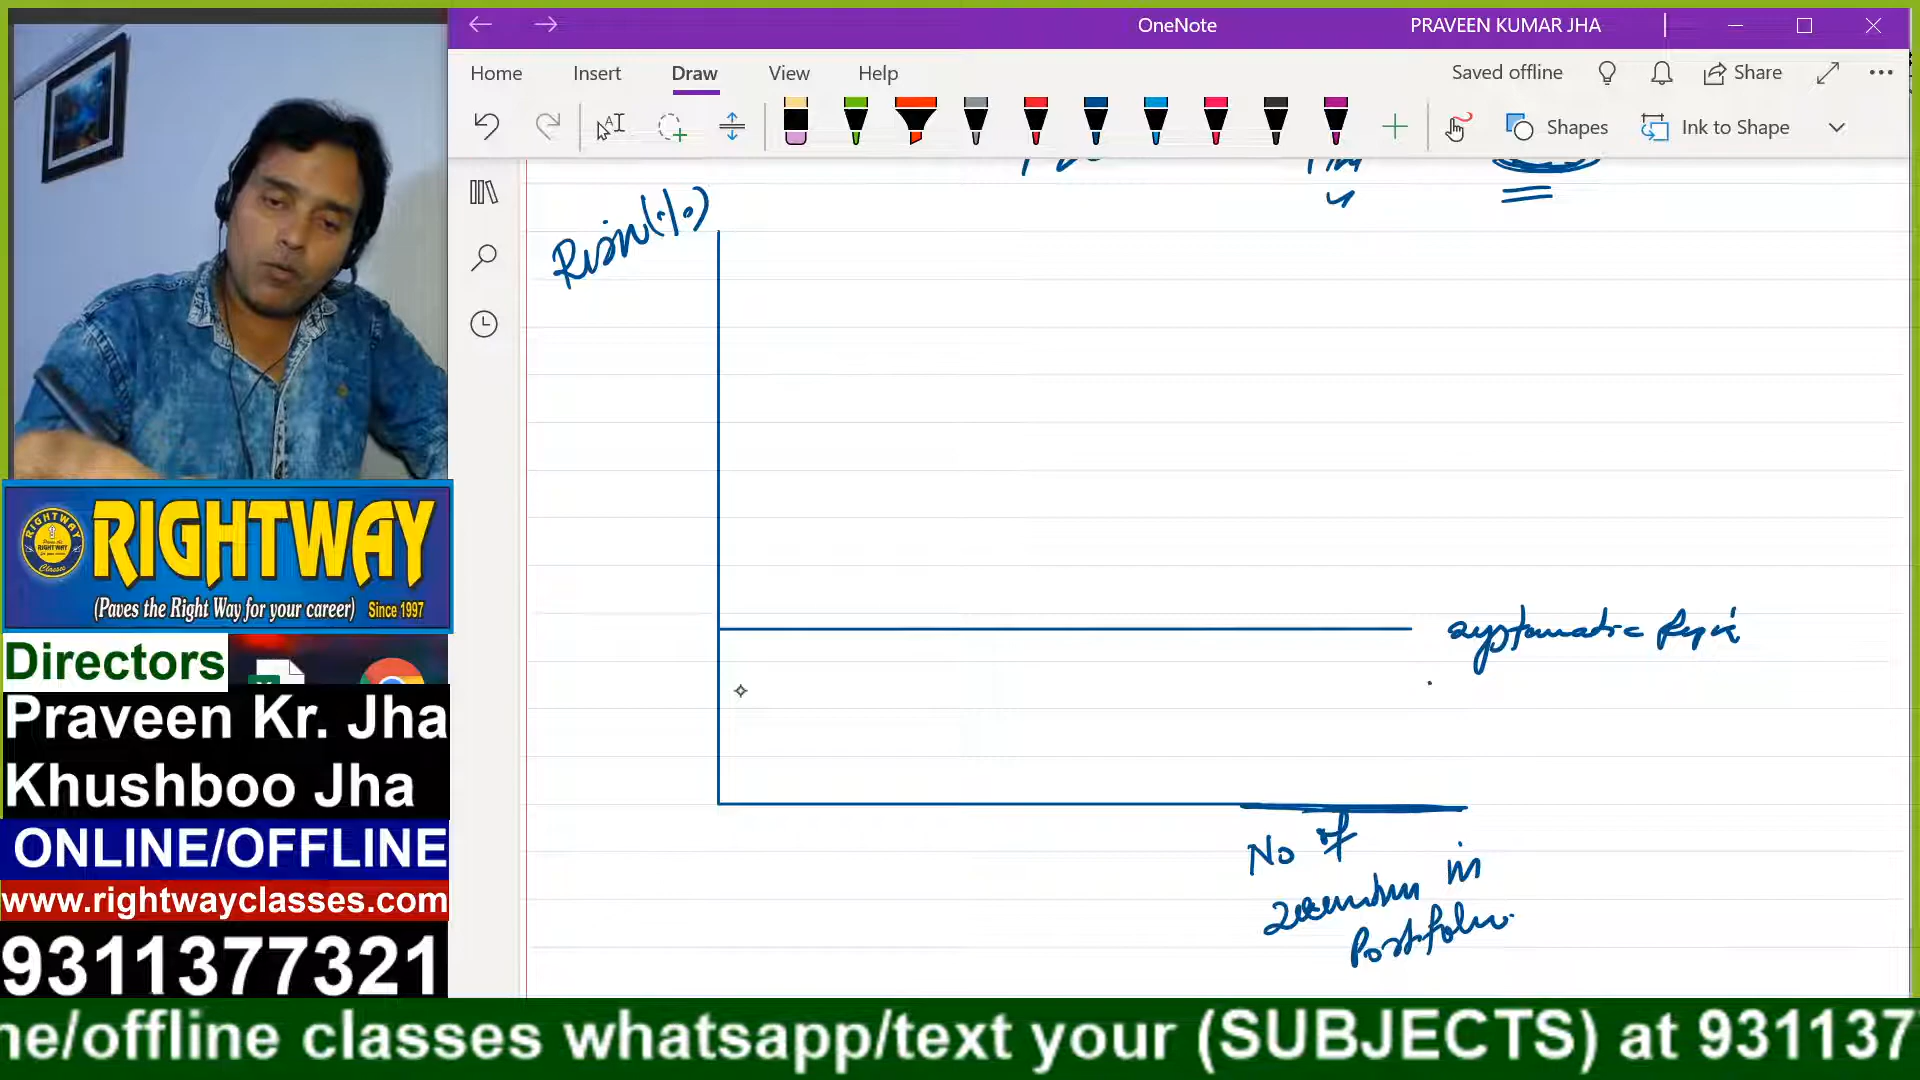 OneNote
PRAVEEN KUMAR JHA
Home
Insert
Draw
View
Help
Saved offline
Share
Shapes
Ink to Shape
Risk (%)
systematic Risk
No of
securities in
Portfolio
RIGHTWAY
(Paves the Right Way for your career) Since 1997
Directors
Praveen Kr. Jha
Khushboo Jha
ONLINE/OFFLINE
www.rightwayclasses.com
9311377321
ne/offline classes whatsapp/text your (SUBJECTS) at 931137